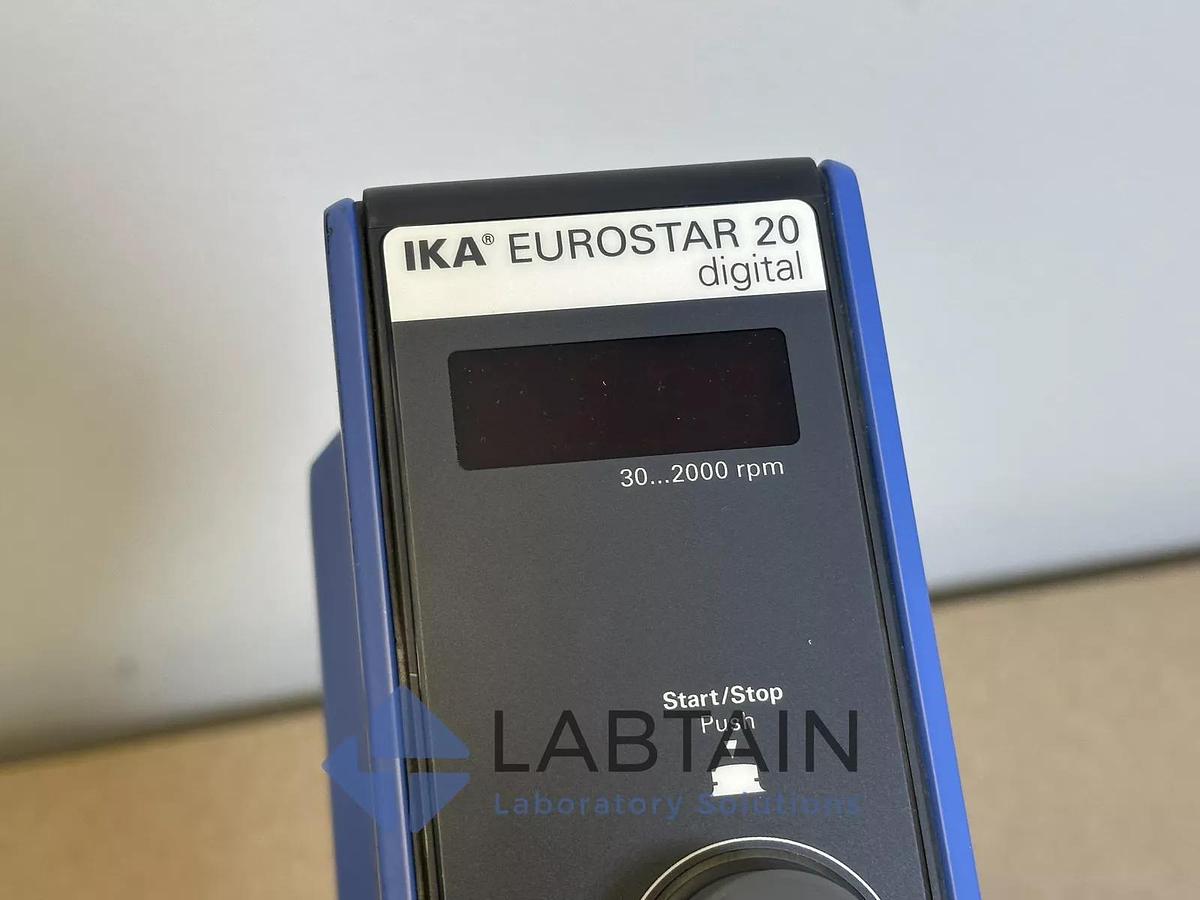 IKA® EUROSTAR 20
digital
30...2000 rpm
Start/Stop
Push
LABTAIN
Laboratory Solutions